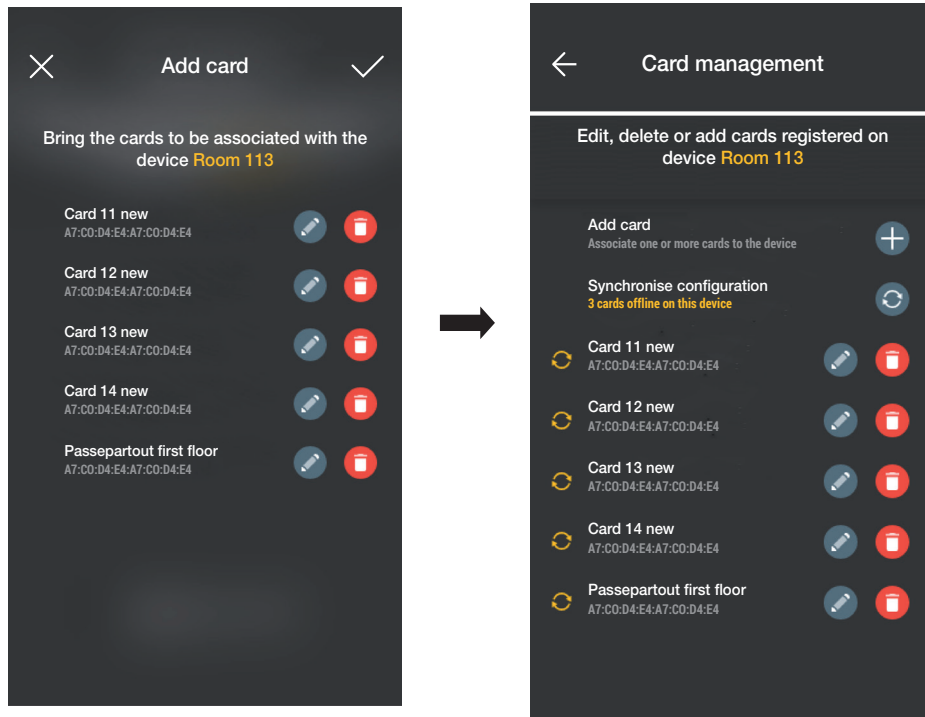 Add card
Bring the cards to be associated with the
device Room 113
Card 11 new
A7:C0:D4:E4:A7:C0:D4:E4
Card 12 new
A7:C0:D4:E4:A7:C0:D4:E4
Card 13 new
A7:C0:D4:E4:A7:C0:D4:E4
Card 14 new
A7:C0:D4:E4:A7:C0:D4:E4
Passepartout first floor
A7:C0:D4:E4:A7:C0:D4:E4
Card management
Edit, delete or add cards registered on
device Room 113
Add card
Associate one or more cards to the device
Synchronise configuration
3 cards offline on this device
Card 11 new
A7:C0:D4:E4:A7:C0:D4:E4
Card 12 new
A7:C0:D4:E4:A7:C0:D4:E4
Card 13 new
A7:C0:D4:E4:A7:C0:D4:E4
Card 14 new
A7:C0:D4:E4:A7:C0:D4:E4
Passepartout first floor
A7:C0:D4:E4:A7:C0:D4:E4